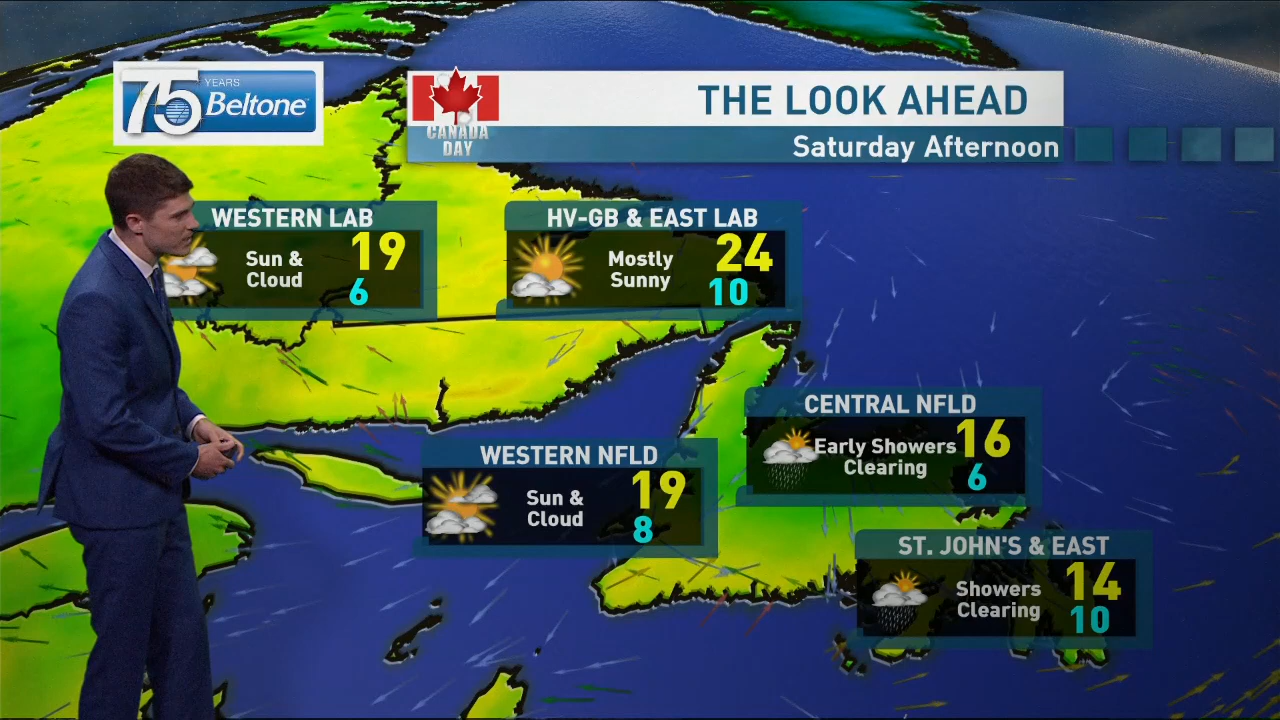 75 YEARS
Beltone
CANADA
DAY
THE LOOK AHEAD
Saturday Afternoon
WESTERN LAB
Sun &
Cloud
19
6
HV-GB & EAST LAB
Mostly
Sunny
24
10
CENTRAL NFLD
Early Showers
Clearing
16
6
WESTERN NFLD
Sun &
Cloud
19
8
ST. JOHN'S & EAST
Showers
Clearing
14
10